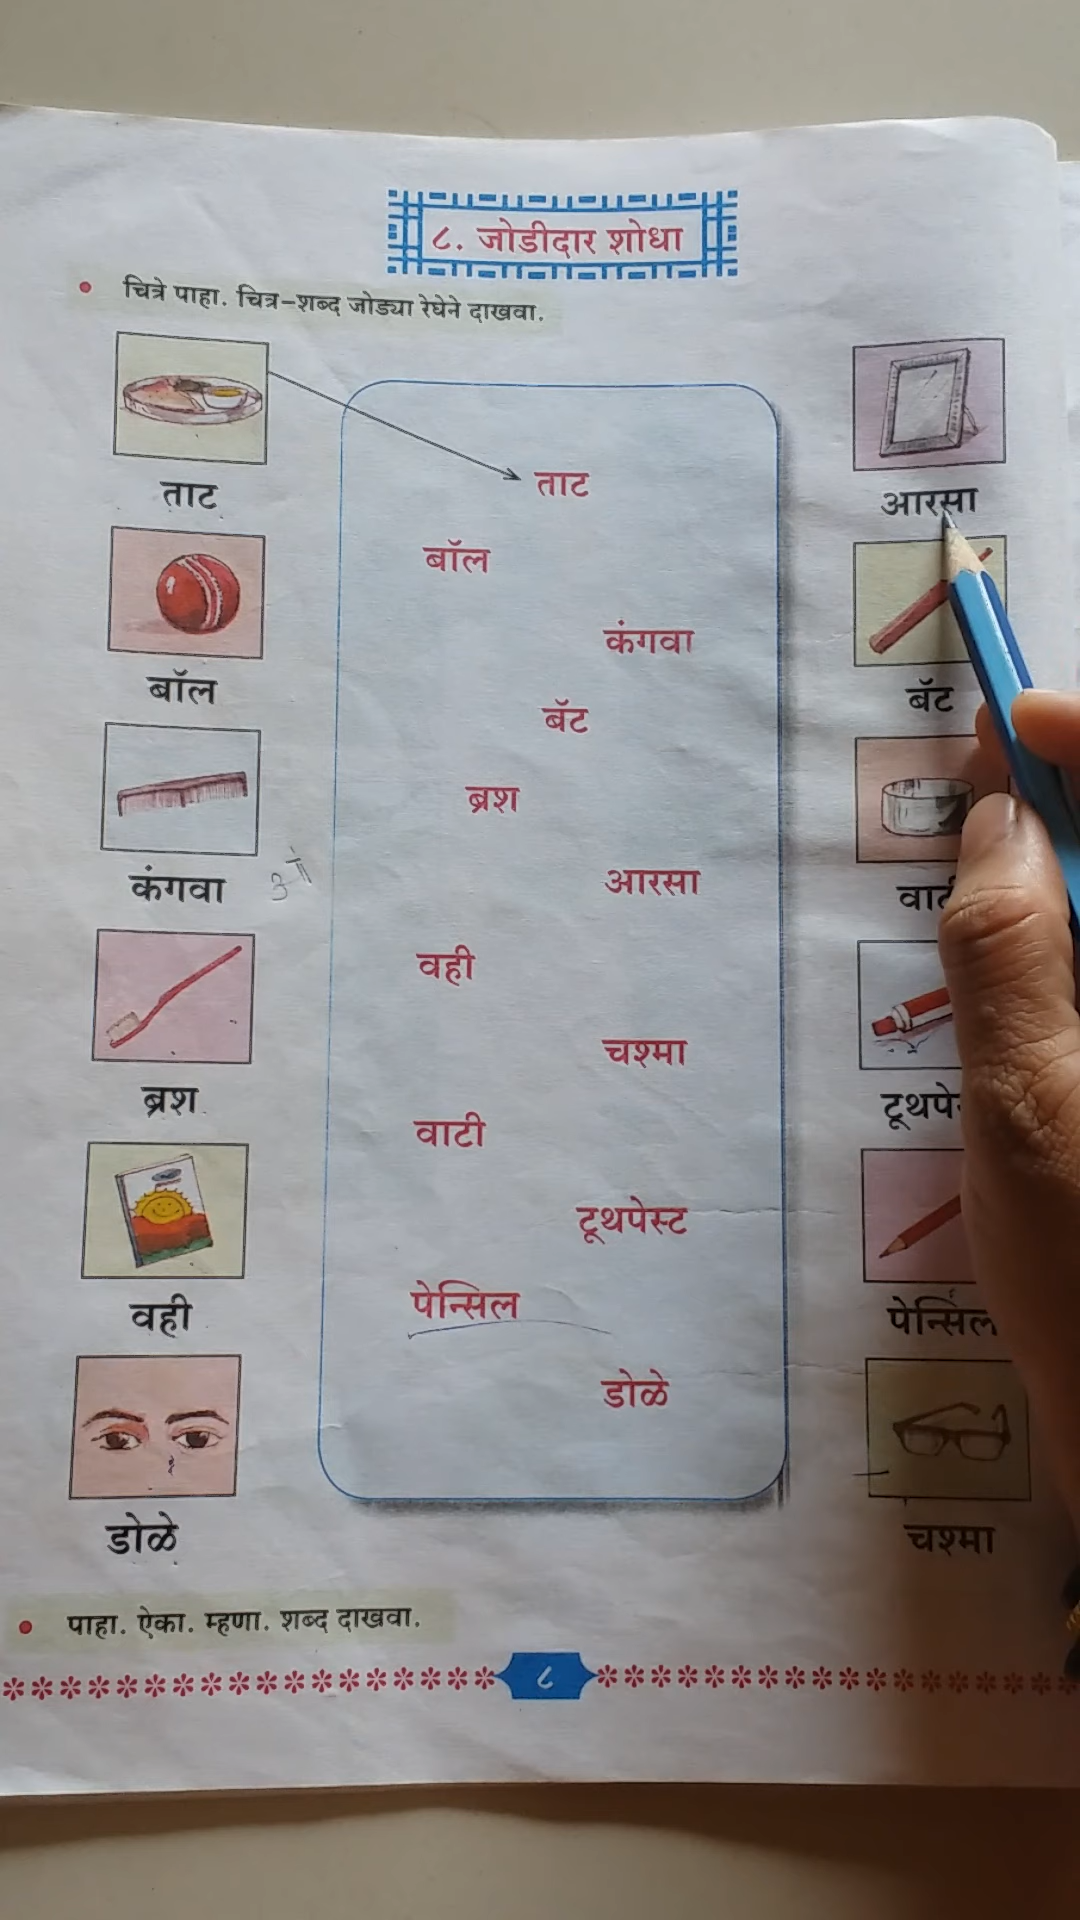 ८. जोडीदार शोधा
चित्रे पाहा. चित्र-शब्द जोड्या रेघेने दाखवा.
ताट
बॉल
कंगवा
ब्रश
वही
डोळे
ताट
बॉल
कंगवा
बॅट
ब्रश
आरसा
वही
चश्मा
वाटी
टूथपेस्ट
पेन्सिल
डोळे
आरसा
बॅट
पेन्सिल
चश्मा
पाहा. ऐका. म्हणा. शब्द दाखवा.
८